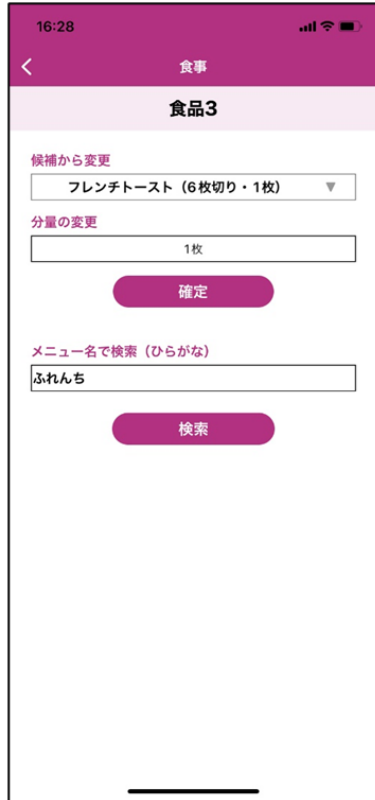 16:28
食事
食品3
候補から変更
フレンチトースト（6枚切り・1枚）
分量の変更
1枚
確定
メニュー名で検索（ひらがな）
ふれんち
検索